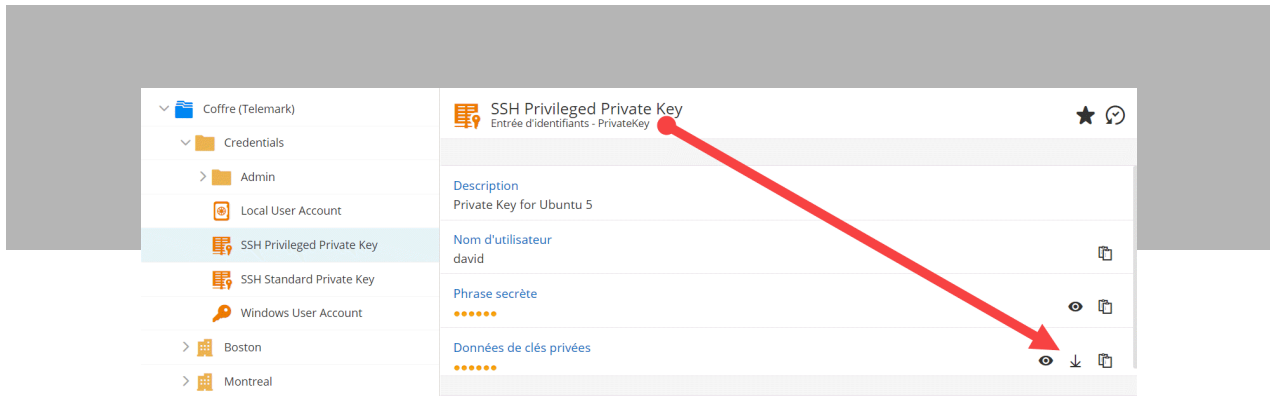 Coffre (Telemark)
Credentials
Admin
Local User Account
SSH Privileged Private Key
SSH Standard Private Key
Windows User Account
Boston
Montreal
SSH Privileged Private Key
Entrée d'identifiants - PrivateKey
Description
Private Key for Ubuntu 5
Nom d'utilisateur
david
Phrase secrète
Données de clés privées